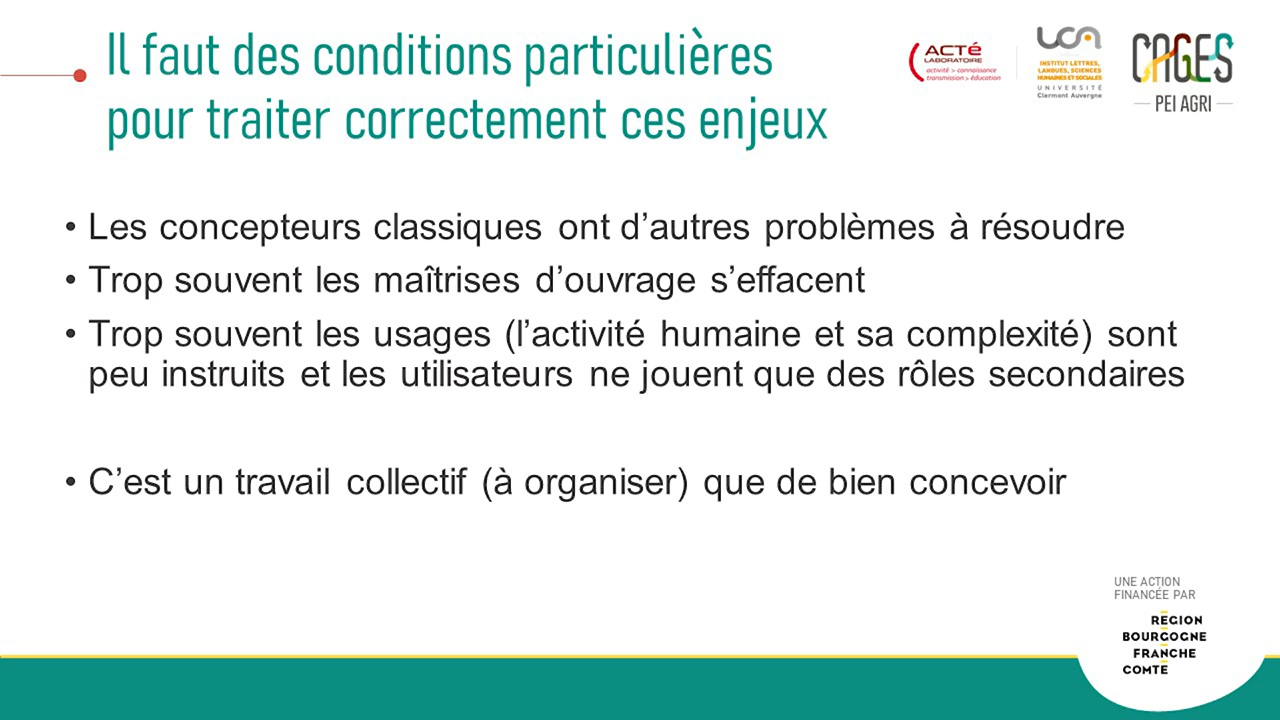 Il faut des conditions particulières
pour traiter correctement ces enjeux
ACTé
LABORATOIRE
activité > connaissance
transmission > éducation
UCA
INSTITUT LETTRES,
LANGUES, SCIENCES
HUMAINES ET SOCIALES
UNIVERSITÉ
Clermont Auvergne
CAGES
PEI AGRI
• Les concepteurs classiques ont d’autres problèmes à résoudre
• Trop souvent les maîtrises d’ouvrage s’effacent
• Trop souvent les usages (l’activité humaine et sa complexité) sont
peu instruits et les utilisateurs ne jouent que des rôles secondaires
• C’est un travail collectif (à organiser) que de bien concevoir
UNE ACTION
FINANCÉE PAR
RÉGION
BOURGOGNE
FRANCHE
COMTÉ